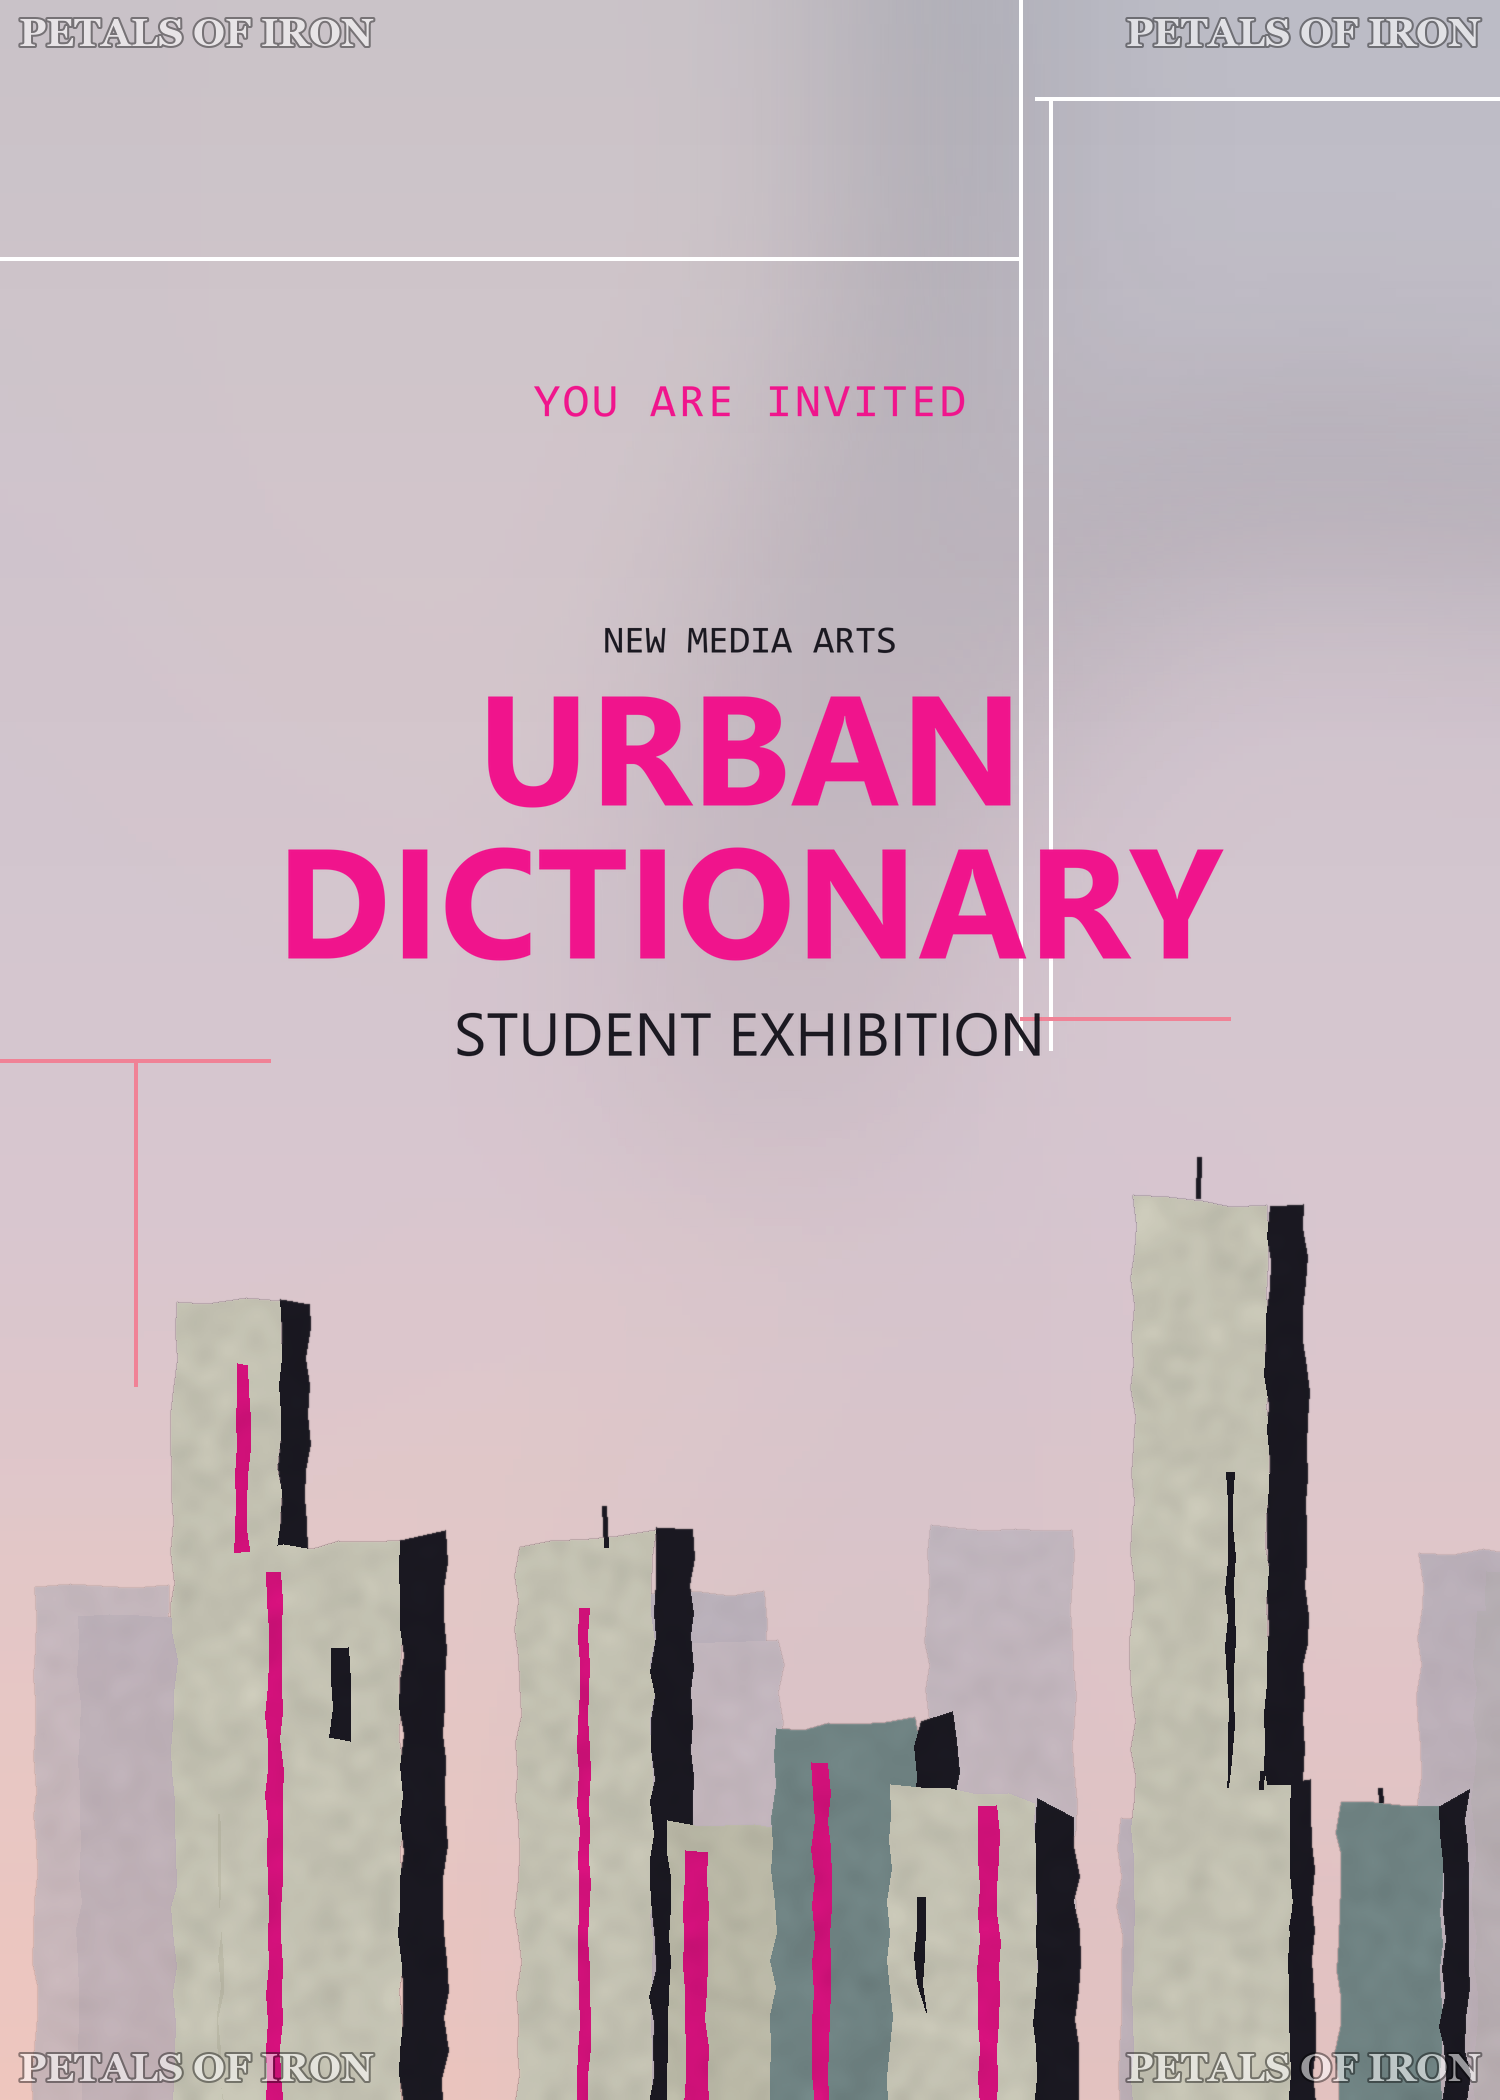 PETALS OF IRON
PETALS OF IRON
YOU ARE INVITED
NEW MEDIA ARTS
URBAN
DICTIONARY
STUDENT EXHIBITION
PETALS OF IRON
PETALS OF IRON